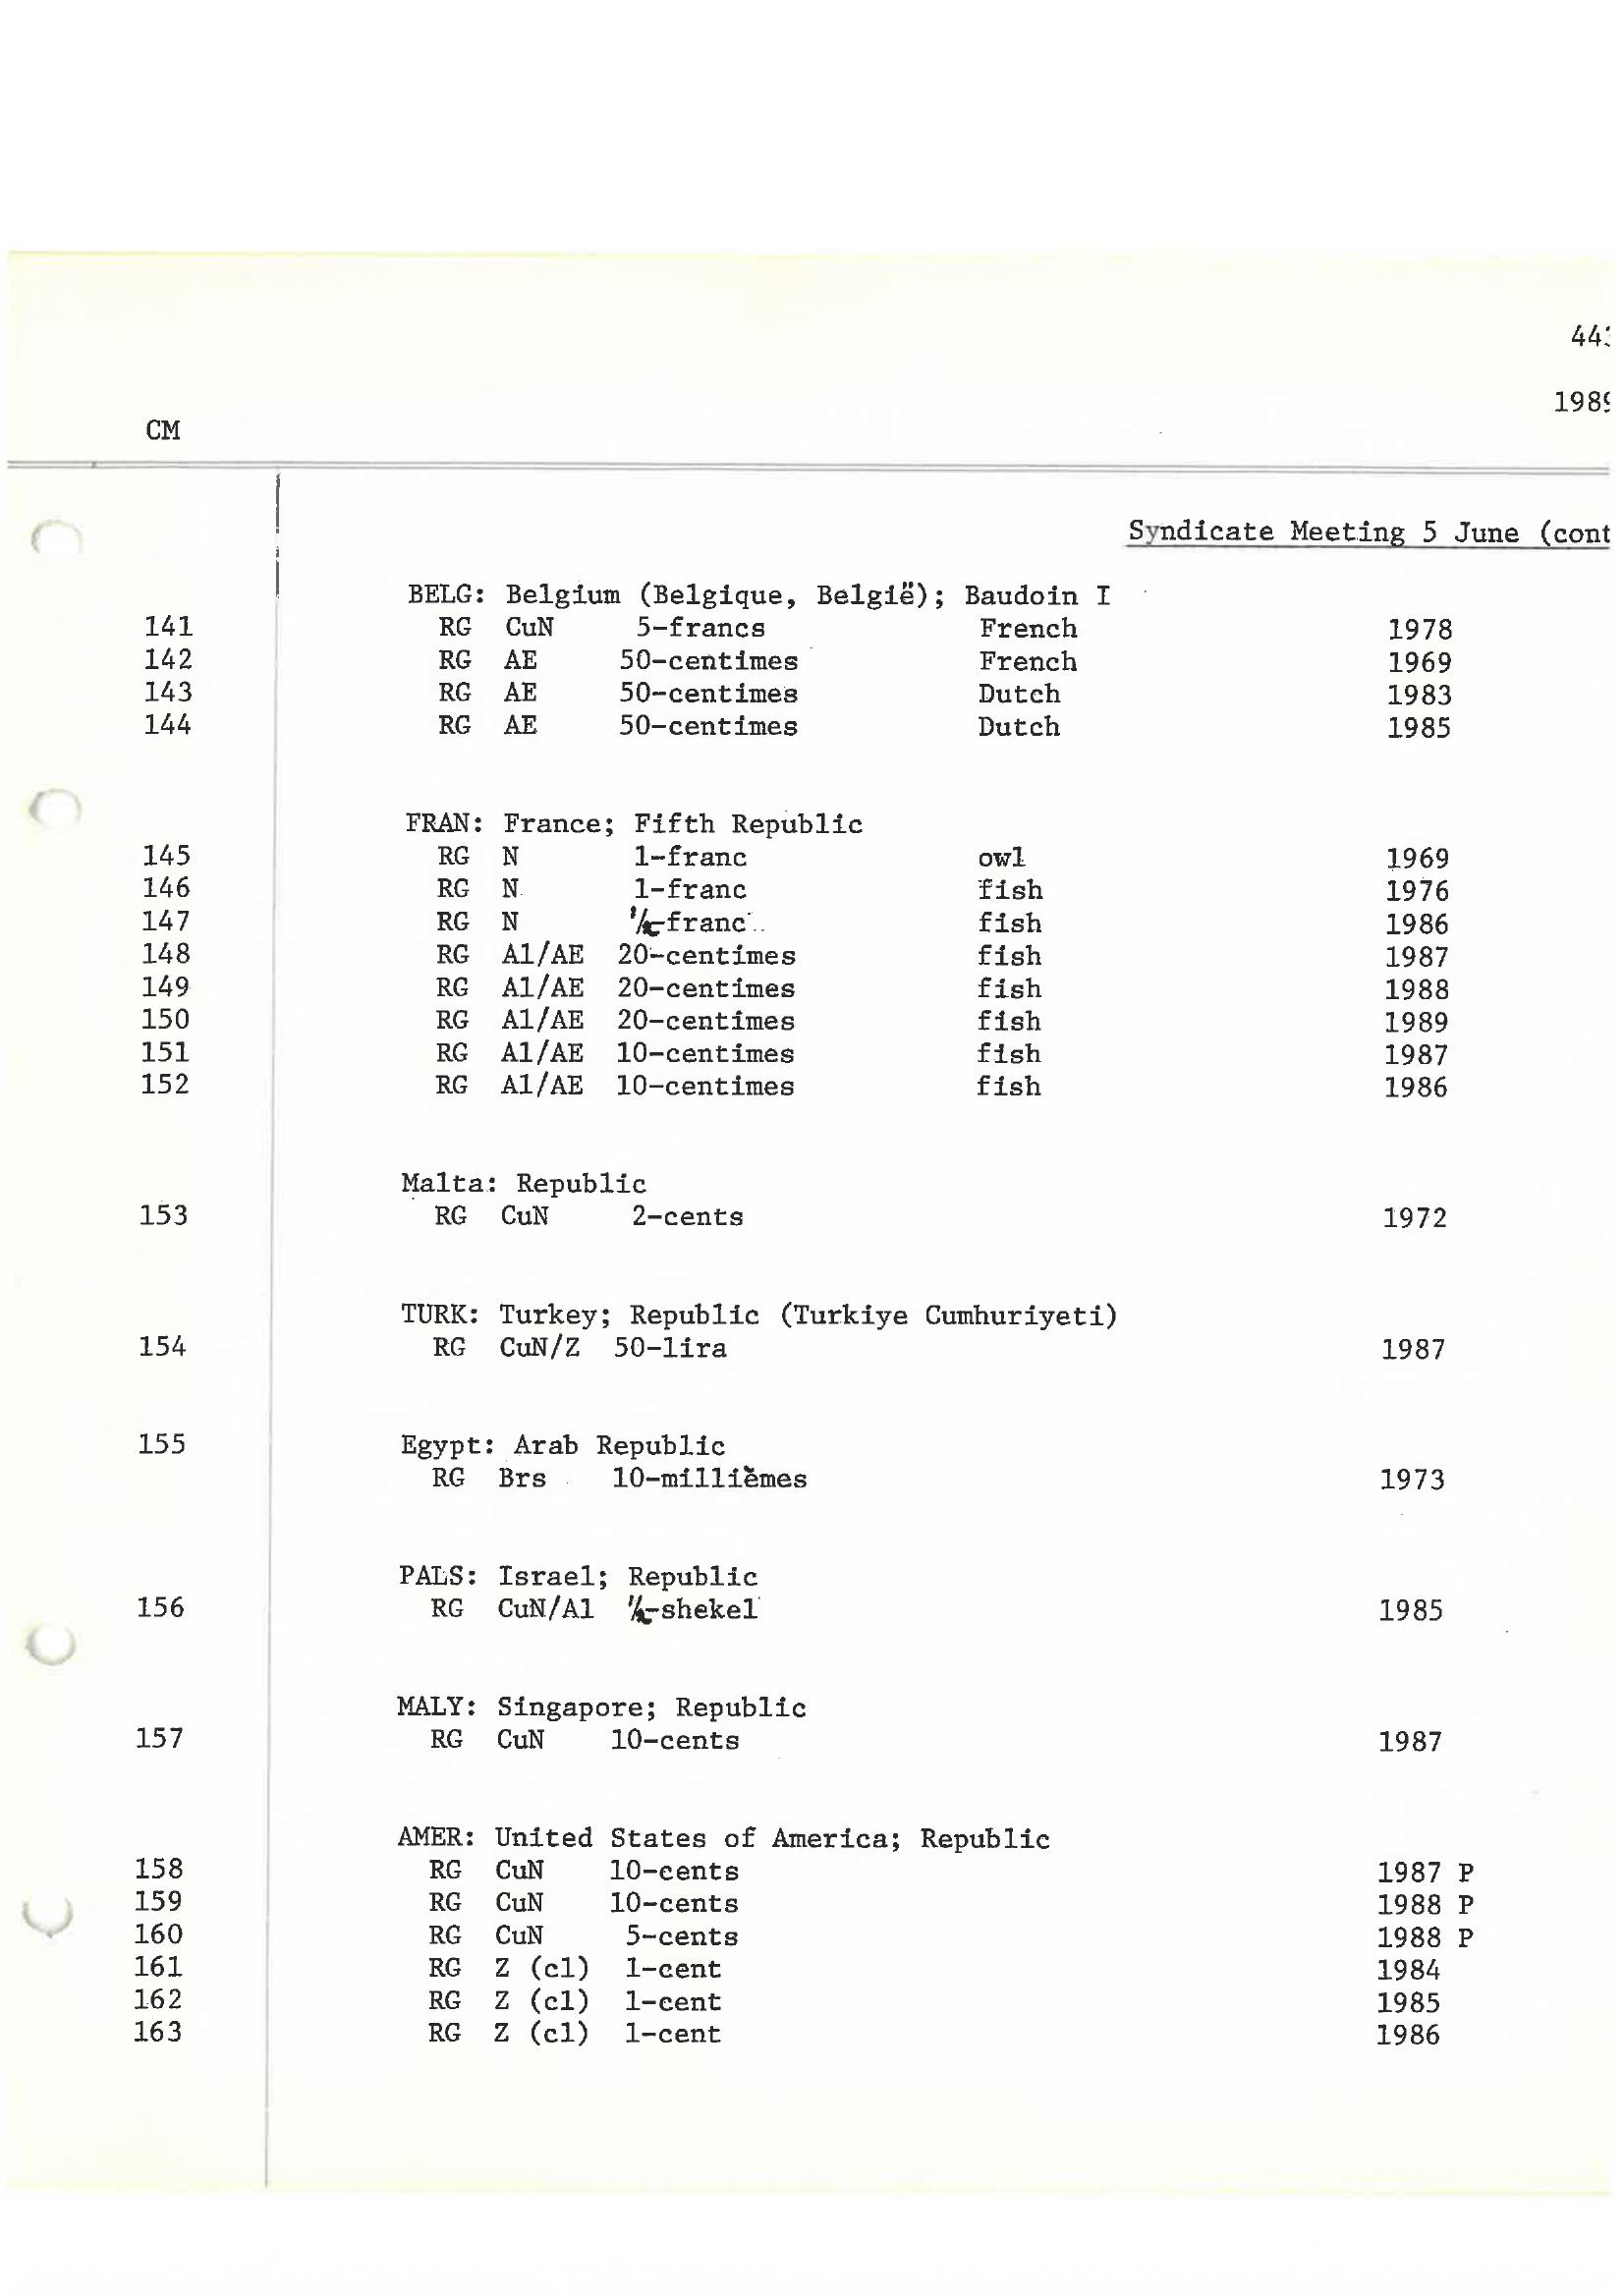 443
1989
CM
Syndicate Meeting 5 June (cont
BELG: Belgium (Belgique, België); Baudoin I
141 RG CuN 5-francs French 1978
142 RG AE 50-centimes French 1969
143 RG AE 50-centimes Dutch 1983
144 RG AE 50-centimes Dutch 1985
FRAN: France; Fifth Republic
145 RG N 1-franc owl 1969
146 RG N 1-franc fish 1976
147 RG N ½-franc fish 1986
148 RG Al/AE 20-centimes fish 1987
149 RG Al/AE 20-centimes fish 1988
150 RG Al/AE 20-centimes fish 1989
151 RG Al/AE 10-centimes fish 1987
152 RG Al/AE 10-centimes fish 1986
Malta: Republic
153 RG CuN 2-cents 1972
TURK: Turkey; Republic (Turkiye Cumhuriyeti)
154 RG CuN/Z 50-lira 1987
155 Egypt: Arab Republic
RG Brs 10-millièmes 1973
PALS: Israel; Republic
156 RG CuN/Al ½-shekel 1985
MALY: Singapore; Republic
157 RG CuN 10-cents 1987
AMER: United States of America; Republic
158 RG CuN 10-cents 1987 P
159 RG CuN 10-cents 1988 P
160 RG CuN 5-cents 1988 P
161 RG Z (cl) 1-cent 1984
162 RG Z (cl) 1-cent 1985
163 RG Z (cl) 1-cent 1986